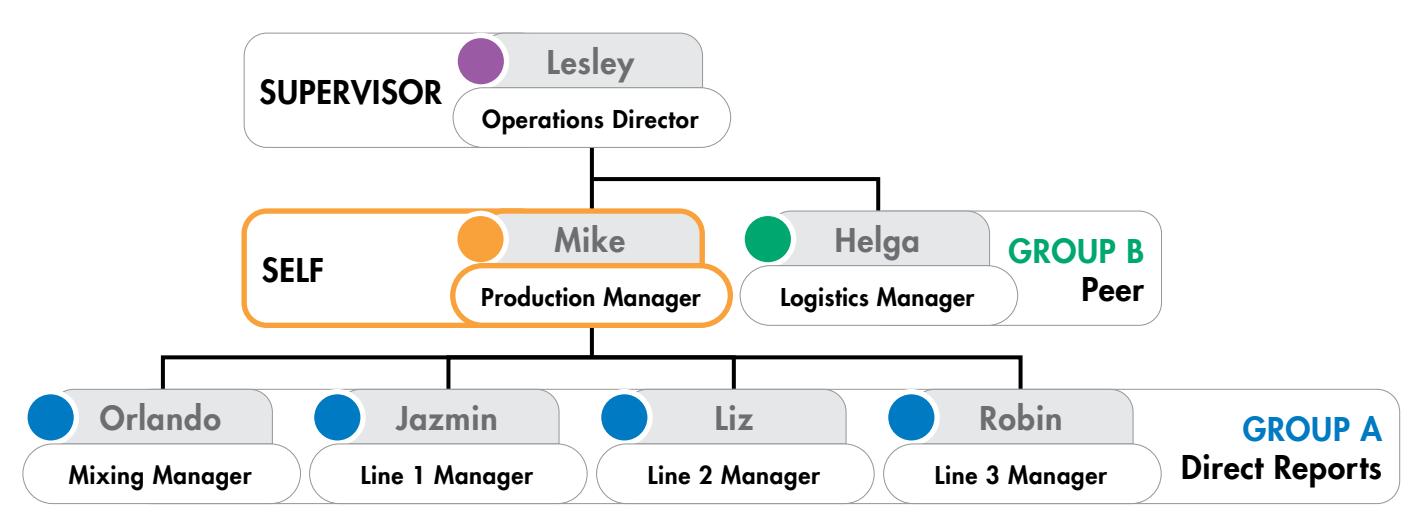 SUPERVISOR
Lesley
Operations Director
SELF
Mike
Production Manager
Helga
Logistics Manager
GROUP B
Peer
Orlando
Mixing Manager
Jazmin
Line 1 Manager
Liz
Line 2 Manager
Robin
Line 3 Manager
GROUP A
Direct Reports